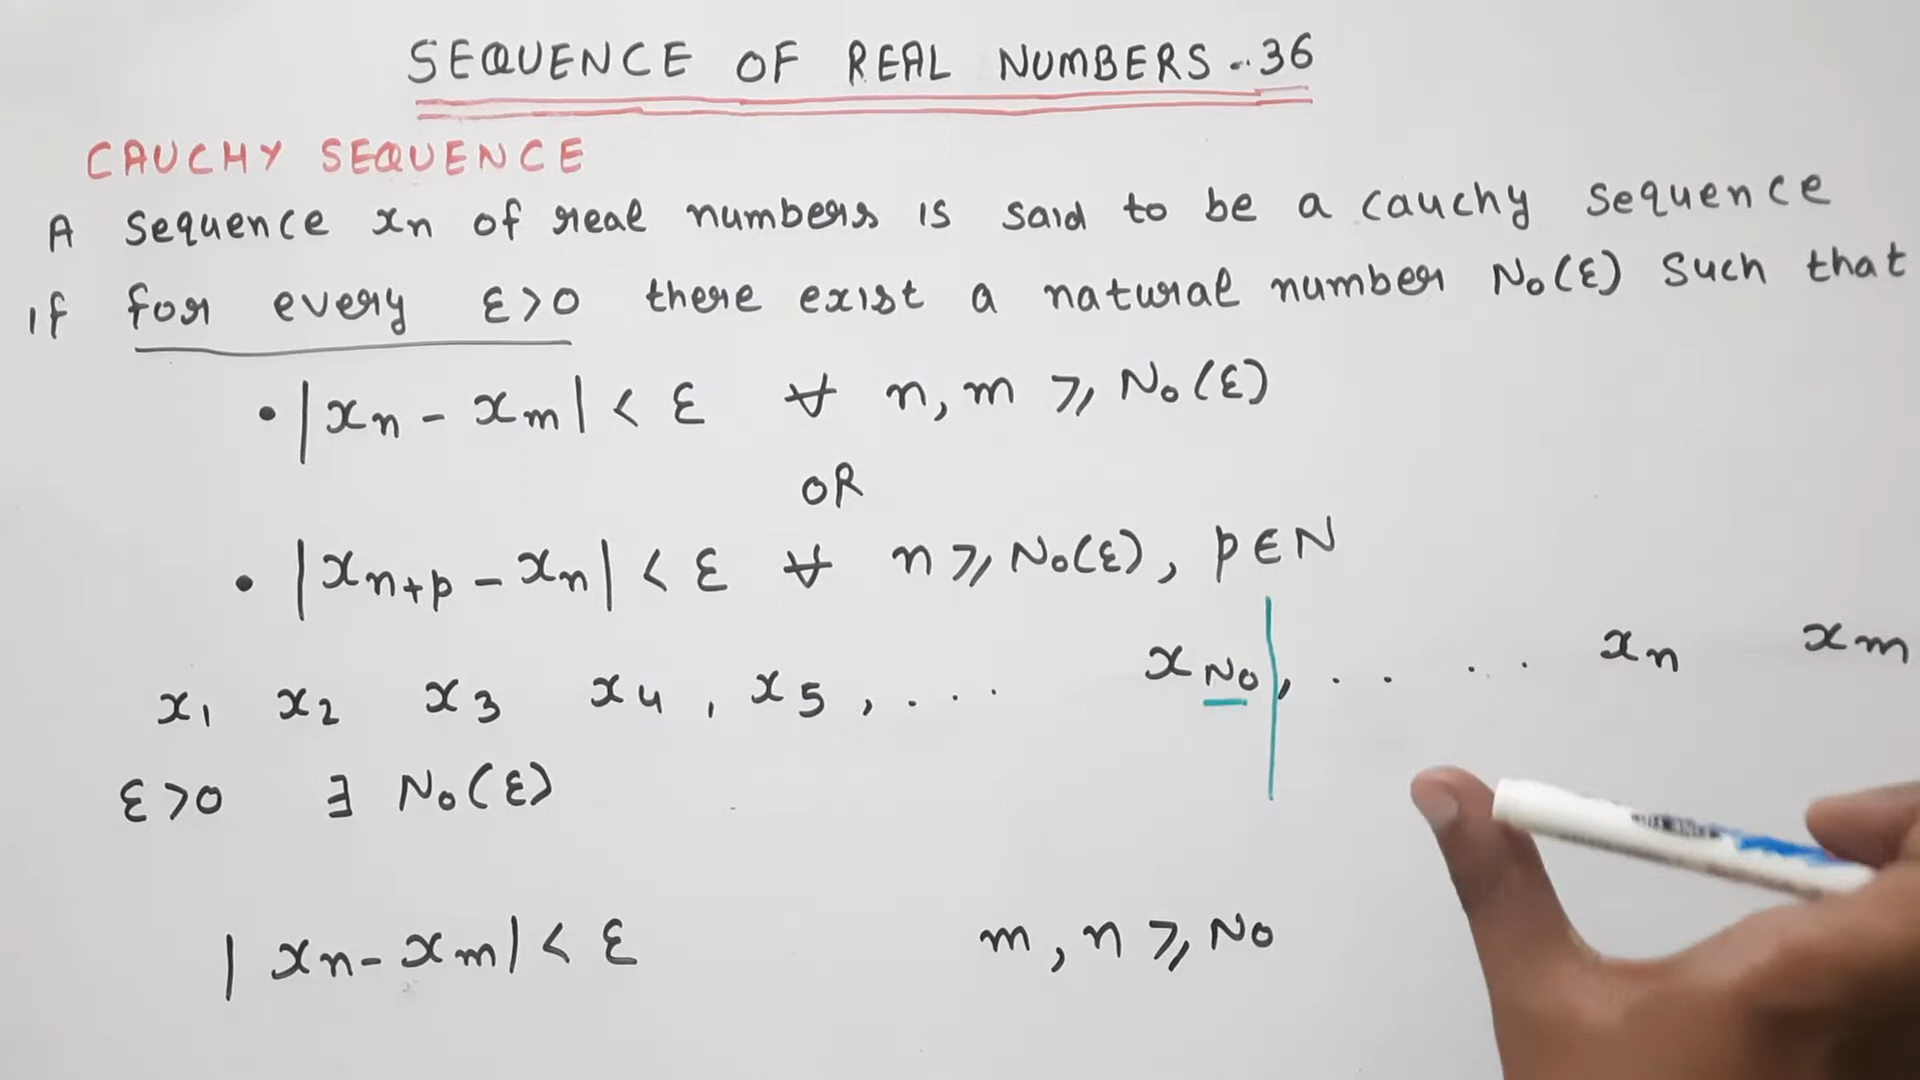 SEQUENCE OF REAL NUMBERS - 36
CAUCHY SEQUENCE
A sequence xn of real numbers is said to be a cauchy sequence
if for every ε>0 there exist a natural number N₀(ε) such that
• |xn - xm| < ε ∀ n, m ⩾ N₀(ε)
OR
• |xn+p - xn| < ε ∀ n ⩾ N₀(ε), p ∈ N
x₁ x₂ x₃ x₄ , x₅ , . . . xN₀ , . . . . . xn xm
ε>0 ∃ N₀(ε)
|xn - xm| < ε m, n ⩾ N₀